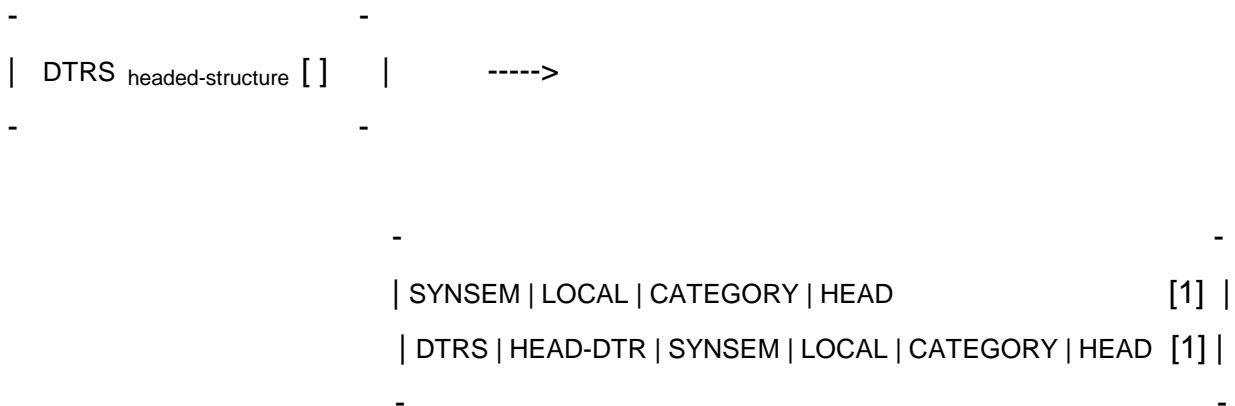 - -
| DTRS headed-structure [ ] | ----->
- -
- -
| SYNSEM | LOCAL | CATEGORY | HEAD [1] |
| DTRS | HEAD-DTR | SYNSEM | LOCAL | CATEGORY | HEAD [1] |
- -